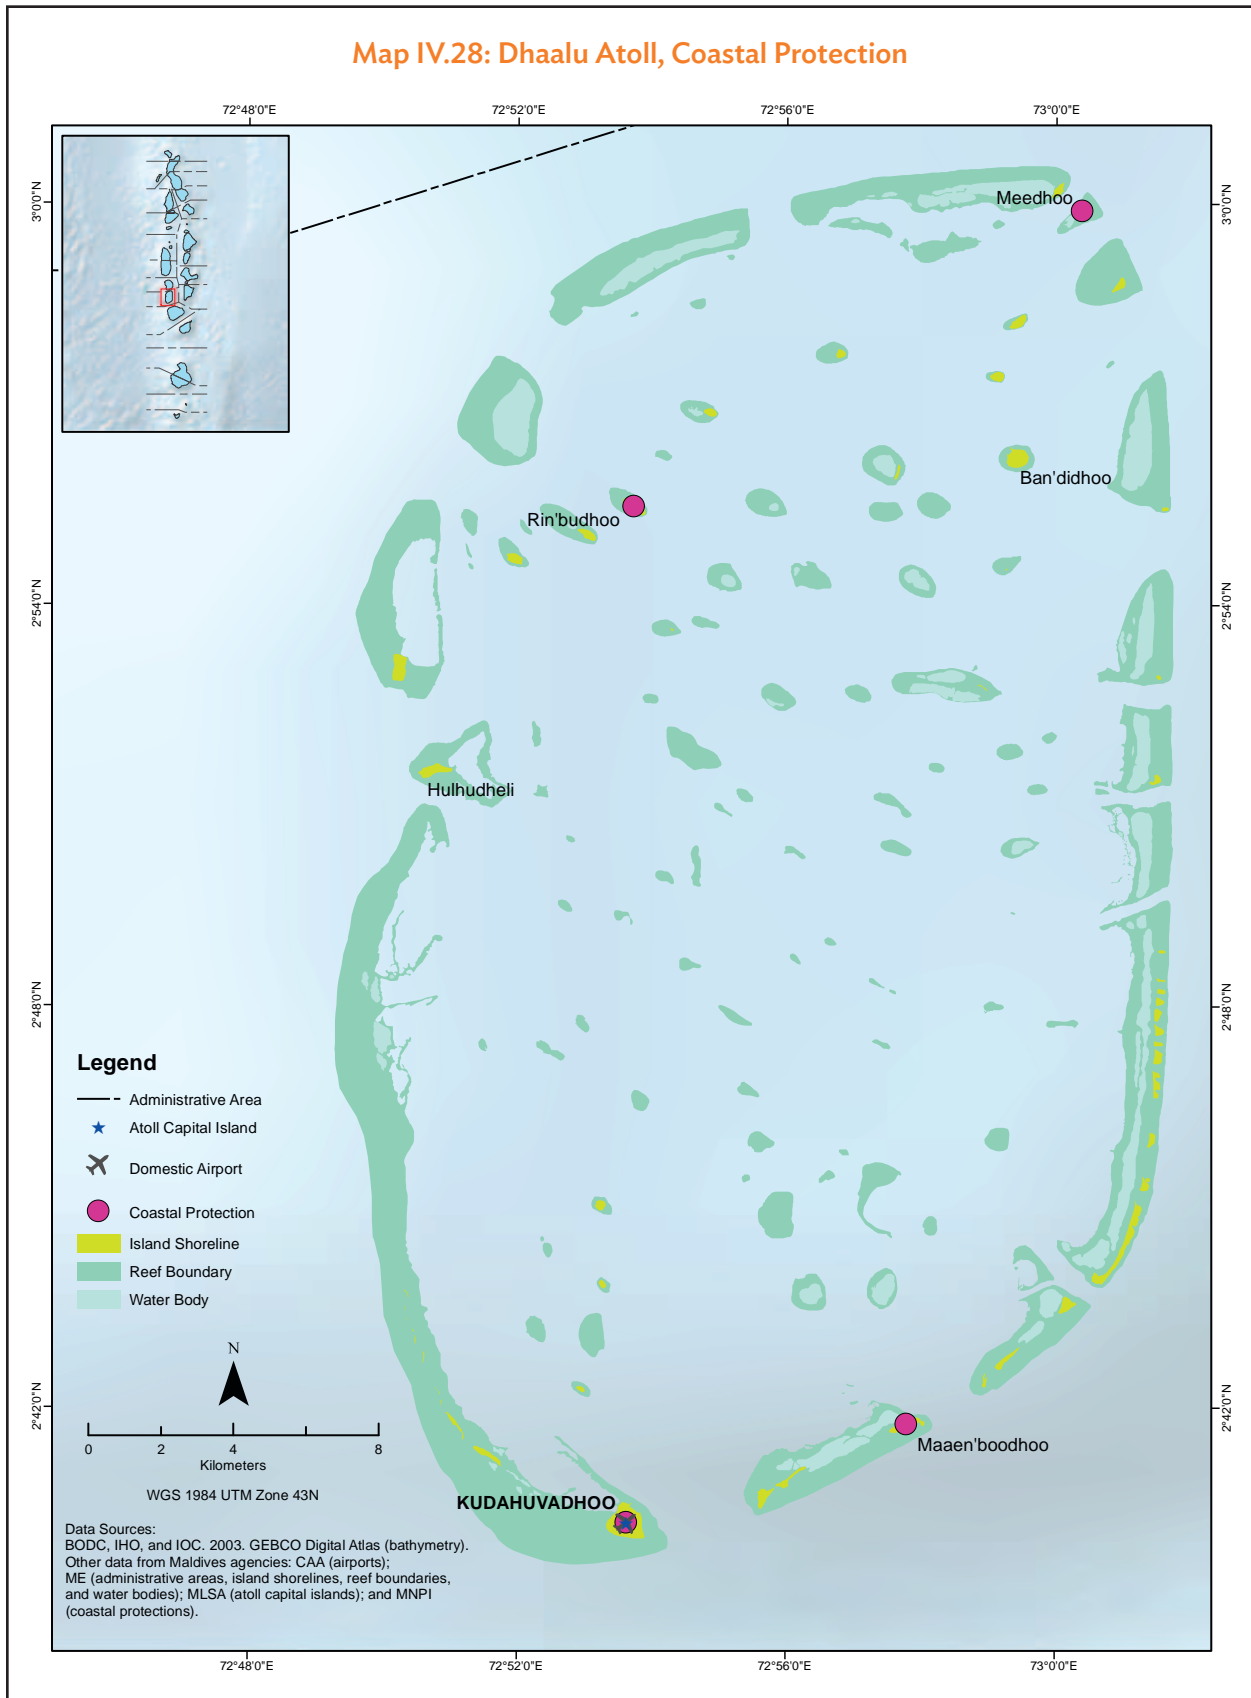 Map IV.28: Dhaalu Atoll, Coastal Protection
72°48'0"E
72°52'0"E
72°56'0"E
73°0'0"E
3°0'0"N
3°0'0"N
Meedhoo
Ban'didhoo
Rin'budhoo
2°54'0"N
2°54'0"N
Hulhudheli
2°48'0"N
2°48'0"N
Legend
Administrative Area
Atoll Capital Island
Domestic Airport
Coastal Protection
Island Shoreline
Reef Boundary
Water Body
N
2°42'0"N
2°42'0"N
0 2 4 8
Kilometers
Maaen'boodhoo
WGS 1984 UTM Zone 43N
KUDAHUVADHOO
Data Sources:
BODC, IHO, and IOC. 2003. GEBCO Digital Atlas (bathymetry).
Other data from Maldives agencies: CAA (airports);
ME (administrative areas, island shorelines, reef boundaries,
and water bodies); MLSA (atoll capital islands); and MNPI
(coastal protections).
72°48'0"E
72°52'0"E
72°56'0"E
73°0'0"E